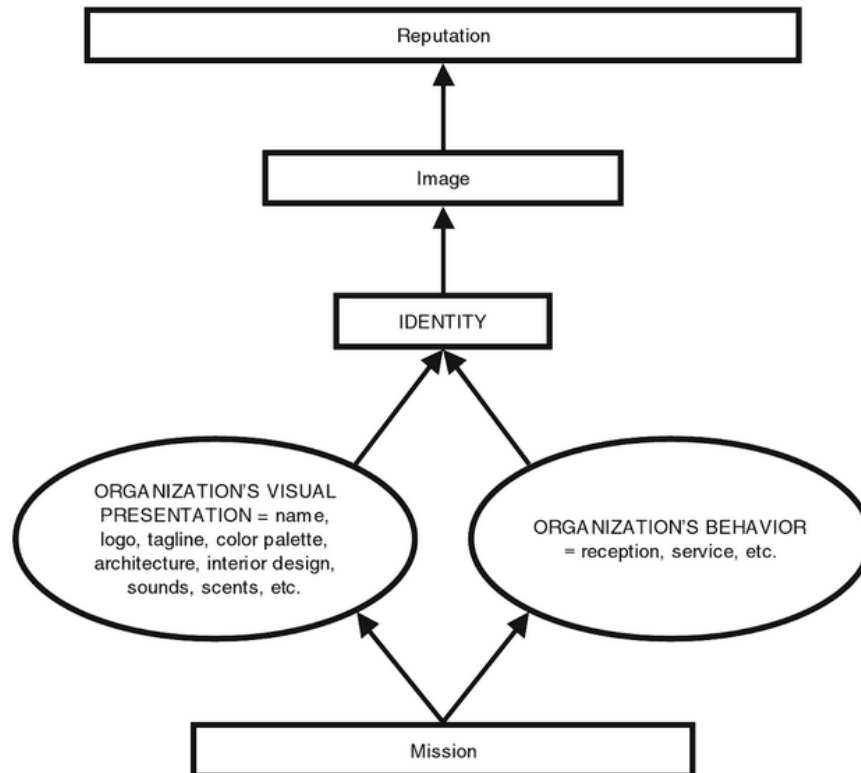 Reputation
Image
IDENTITY
ORGANIZATION'S VISUAL
PRESENTATION = name,
logo, tagline, color palette,
architecture, interior design,
sounds, scents, etc.
ORGANIZATION'S BEHAVIOR
= reception, service, etc.
Mission